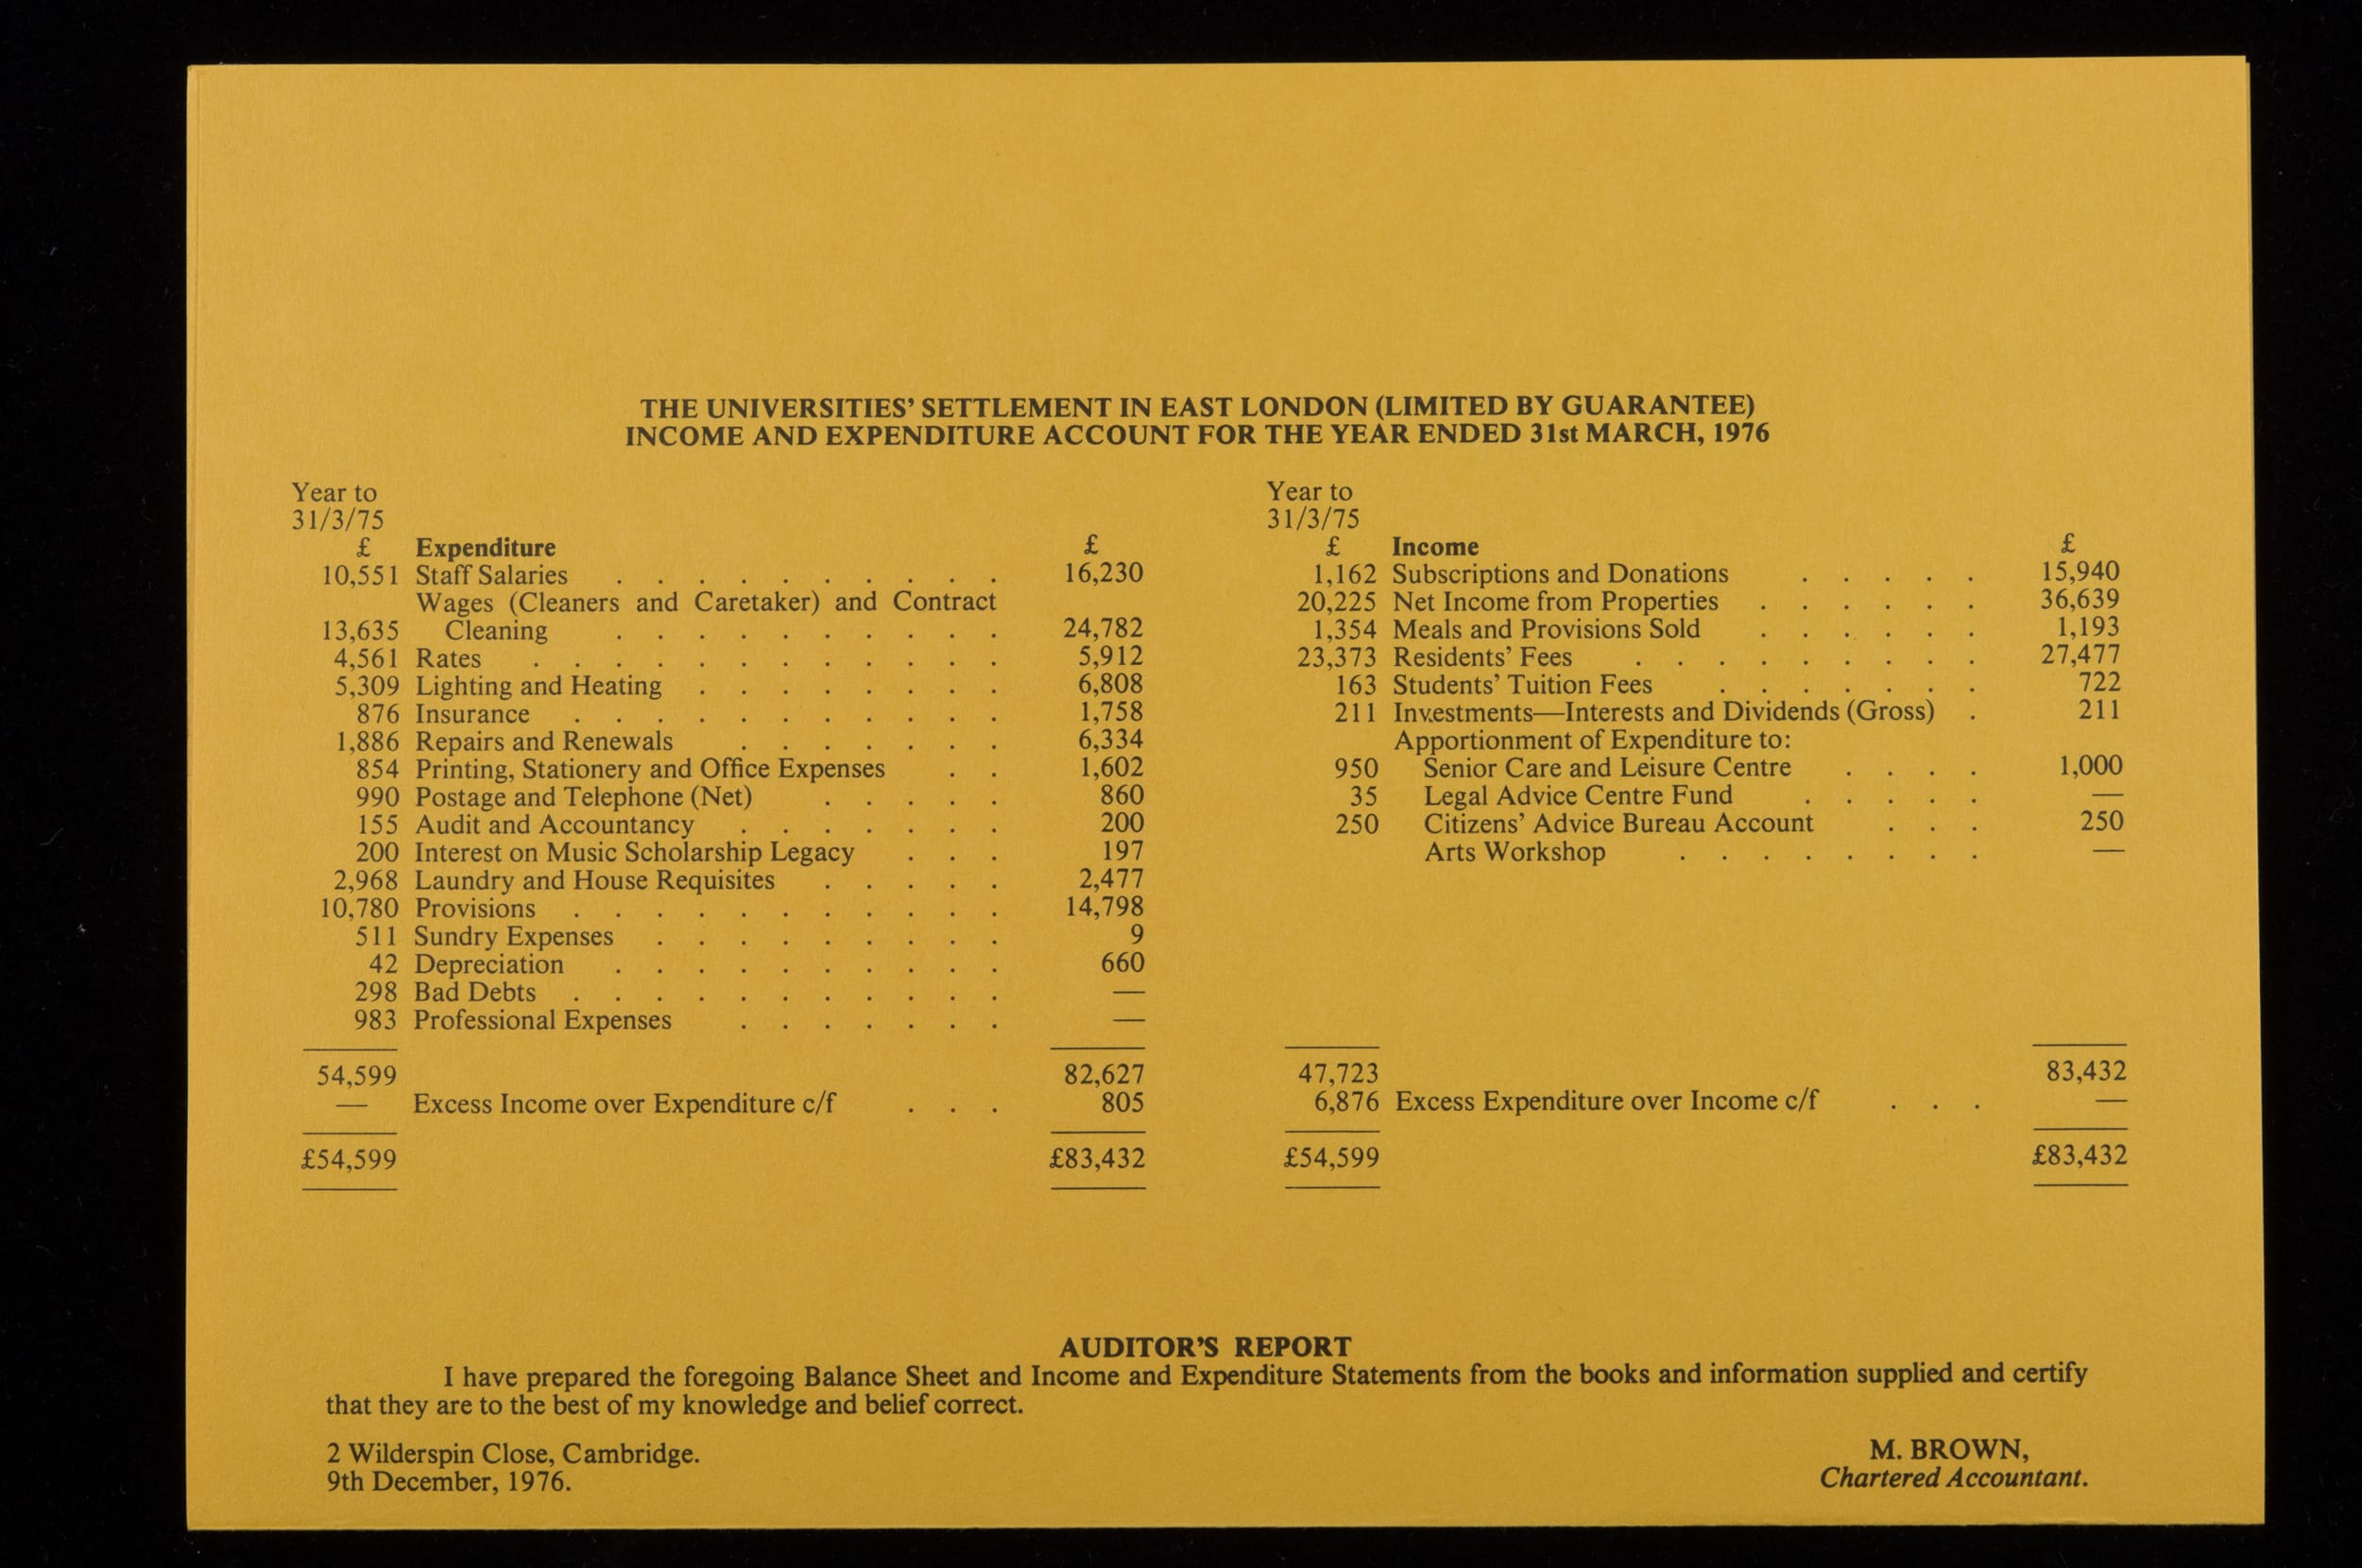 THE UNIVERSITIES' SETTLEMENT IN EAST LONDON (LIMITED BY GUARANTEE)
INCOME AND EXPENDITURE ACCOUNT FOR THE YEAR ENDED 31st MARCH, 1976
Year to
31/3/75
£ Expenditure £
10,551 Staff Salaries . . . . . . . . . . 16,230
Wages (Cleaners and Caretaker) and Contract
13,635 Cleaning . . . . . . . . . . 24,782
4,561 Rates . . . . . . . . . . . . 5,912
5,309 Lighting and Heating . . . . . . . . 6,808
876 Insurance . . . . . . . . . . . 1,758
1,886 Repairs and Renewals . . . . . . . 6,334
854 Printing, Stationery and Office Expenses . . 1,602
990 Postage and Telephone (Net) . . . . . 860
155 Audit and Accountancy . . . . . . . 200
200 Interest on Music Scholarship Legacy . . . 197
2,968 Laundry and House Requisites . . . . . 2,477
10,780 Provisions . . . . . . . . . . . 14,798
511 Sundry Expenses . . . . . . . . . 9
42 Depreciation . . . . . . . . . . 660
298 Bad Debts . . . . . . . . . . . —
983 Professional Expenses . . . . . . . —
54,599 82,627
— Excess Income over Expenditure c/f . . . 805
£54,599 £83,432
Year to
31/3/75
£ Income £
1,162 Subscriptions and Donations . . . . . 15,940
20,225 Net Income from Properties . . . . . . 36,639
1,354 Meals and Provisions Sold . . . . . . 1,193
23,373 Residents' Fees . . . . . . . . . 27,477
163 Students' Tuition Fees . . . . . . . 722
211 Investments—Interests and Dividends (Gross) . 211
Apportionment of Expenditure to:
950 Senior Care and Leisure Centre . . . . 1,000
35 Legal Advice Centre Fund . . . . . —
250 Citizens' Advice Bureau Account . . . 250
Arts Workshop . . . . . . . . —
47,723 83,432
6,876 Excess Expenditure over Income c/f . . . —
£54,599 £83,432
AUDITOR'S REPORT
I have prepared the foregoing Balance Sheet and Income and Expenditure Statements from the books and information supplied and certify
that they are to the best of my knowledge and belief correct.
2 Wilderspin Close, Cambridge.
9th December, 1976.
M. BROWN,
Chartered Accountant.